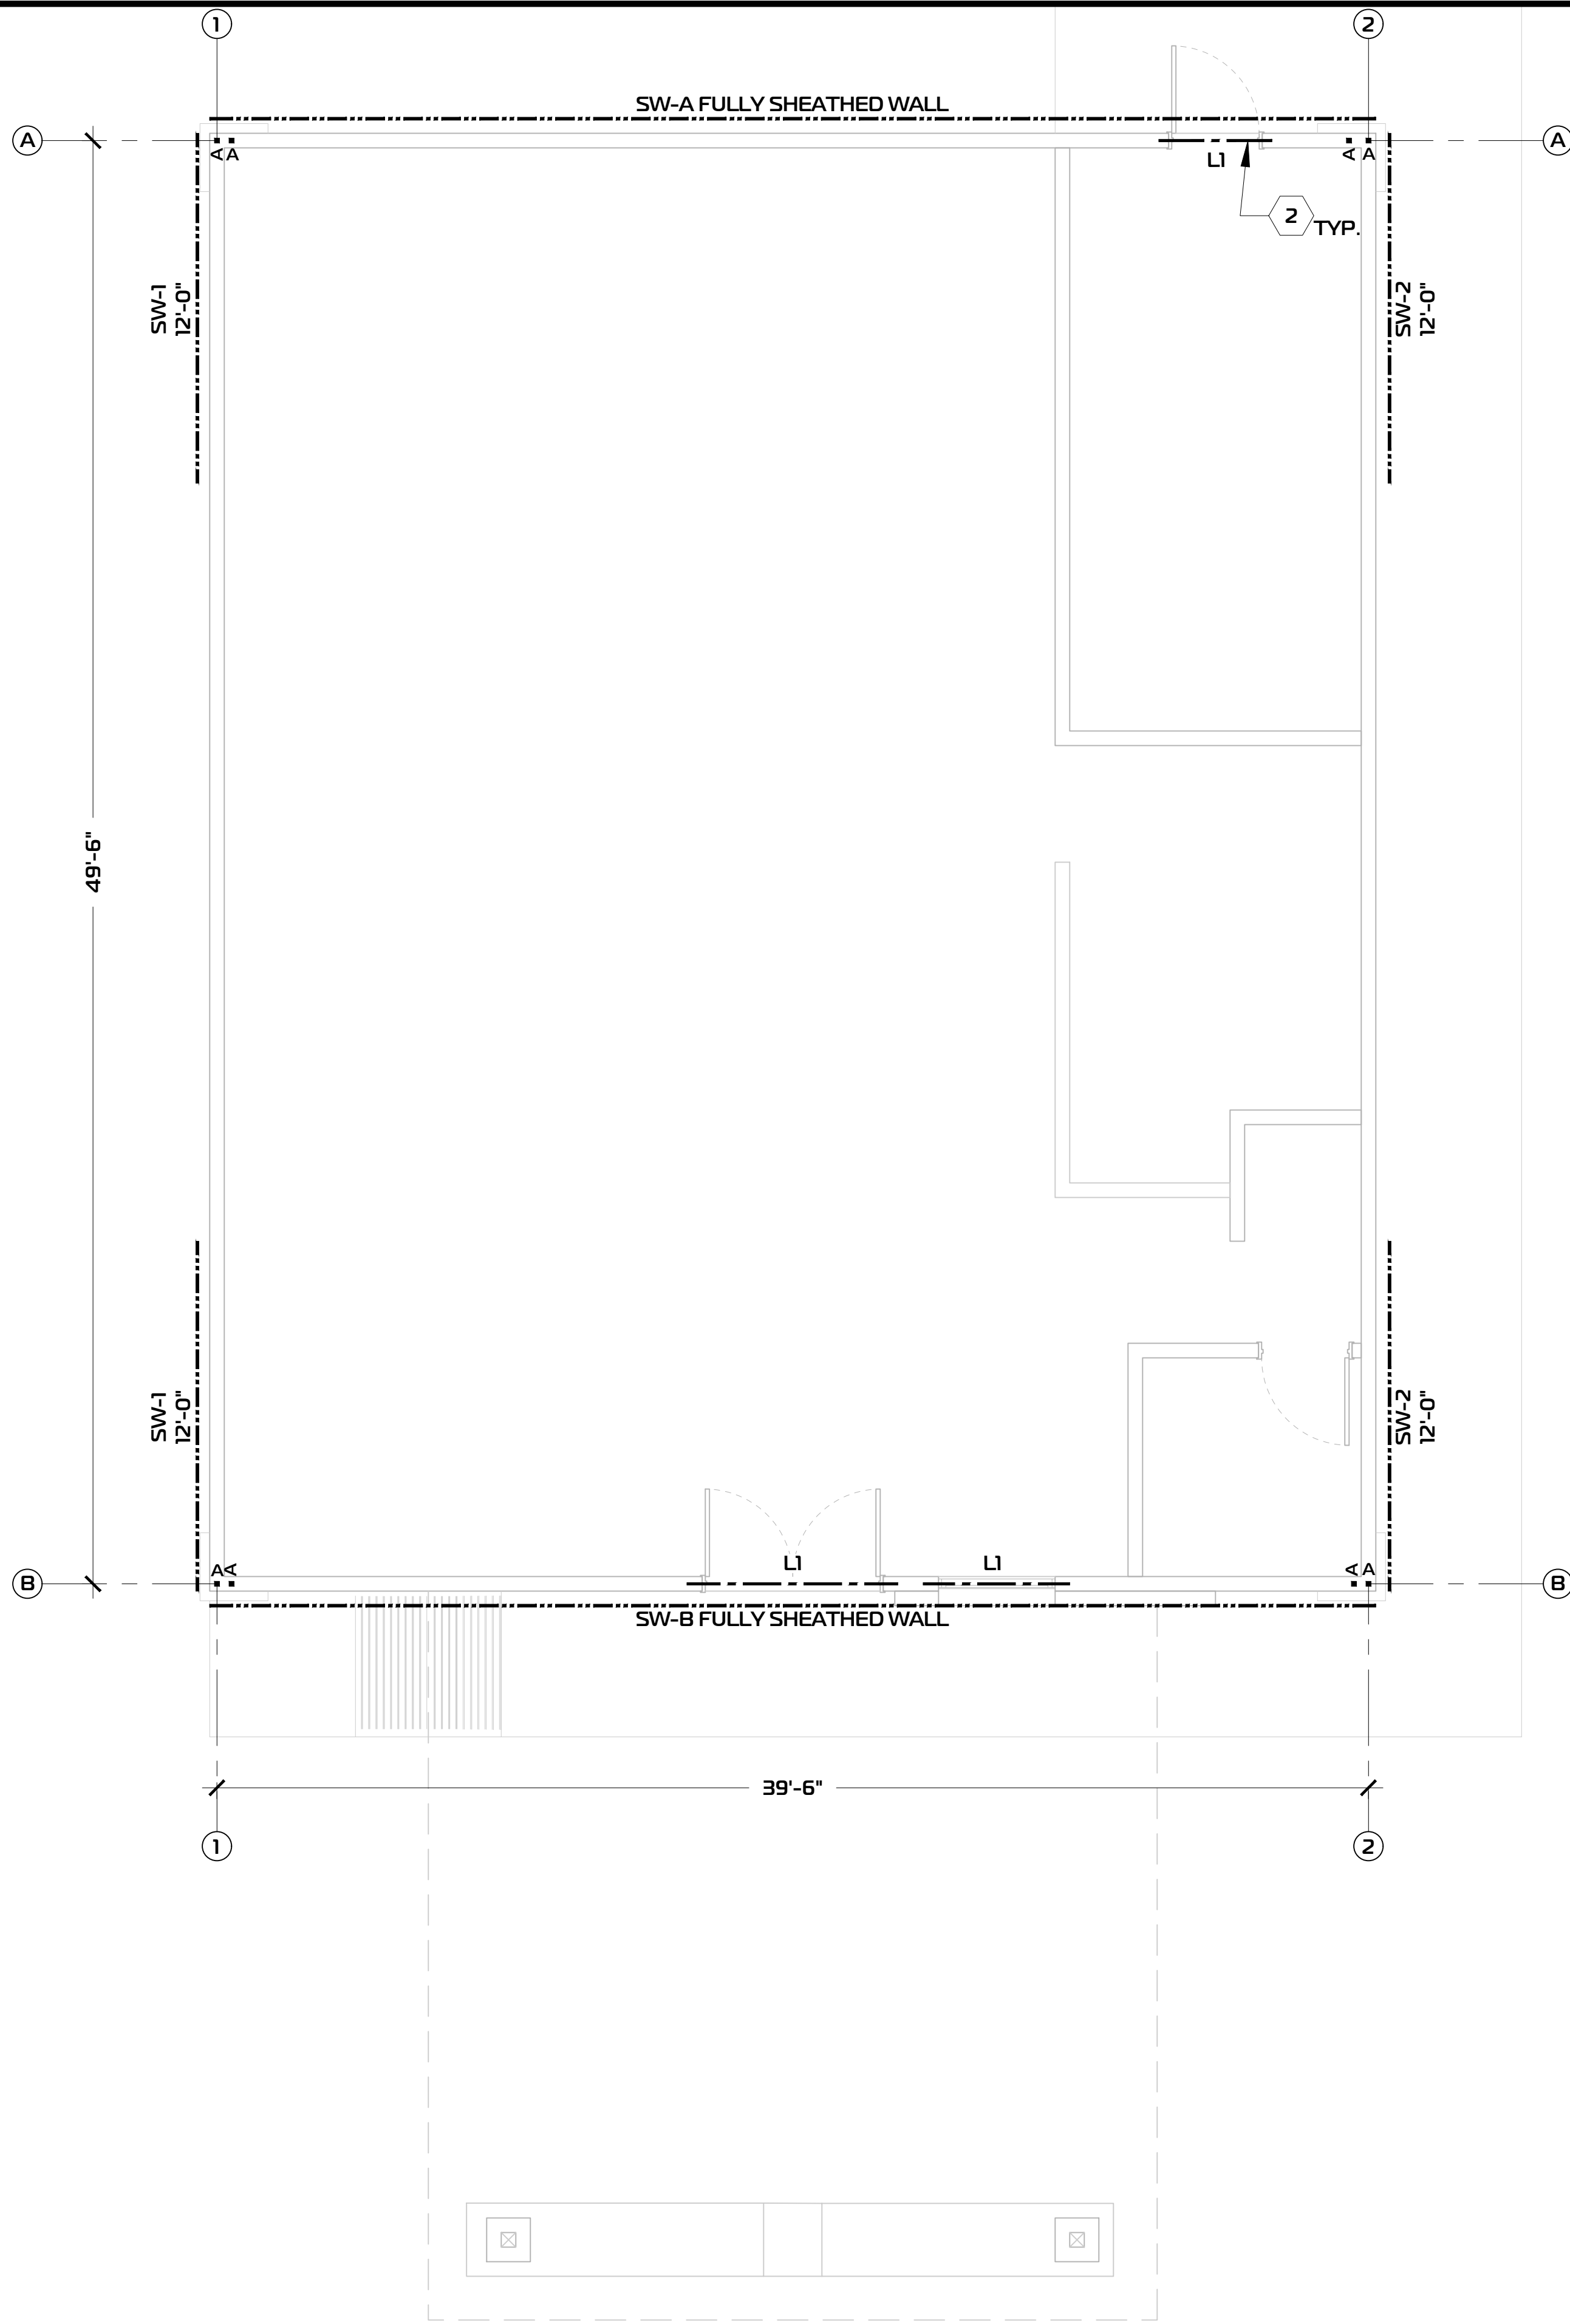 1
2
SW-A FULLY SHEATHED WALL
A
A
A
A
A
A
L1
2
TYP.
SW-1
12'-0"
SW-2
12'-0"
49'-6"
SW-1
12'-0"
SW-2
12'-0"
L1
L1
A
A
A
A
B
B
SW-B FULLY SHEATHED WALL
39'-6"
1
2